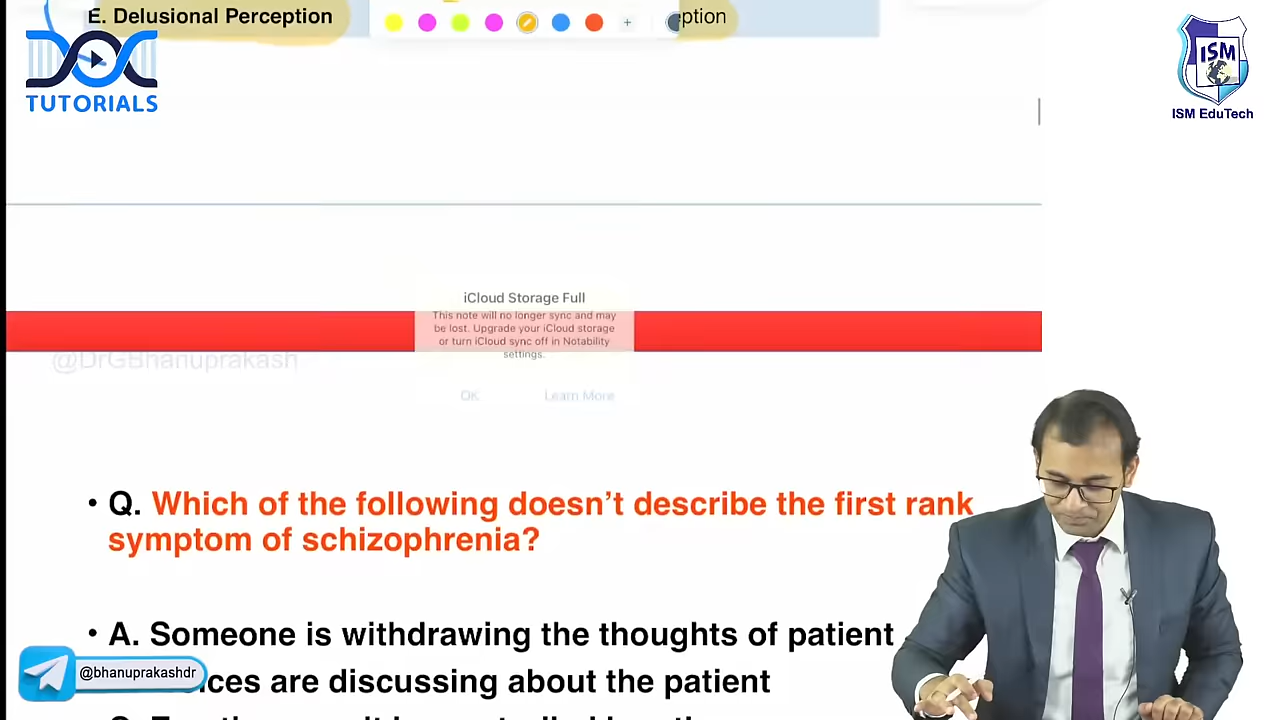 E. Delusional Perception
ption
DOC
TUTORIALS
ISM
ISM EduTech
iCloud Storage Full
This note will no longer sync and may
be lost. Upgrade your iCloud storage
or turn iCloud sync off in Notability
settings.
OK
Learn More
@DrGBhanuprakash
• Q. Which of the following doesn't describe the first rank
symptom of schizophrenia?
• A. Someone is withdrawing the thoughts of patient
@bhanuprakashdr
ices are discussing about the patient